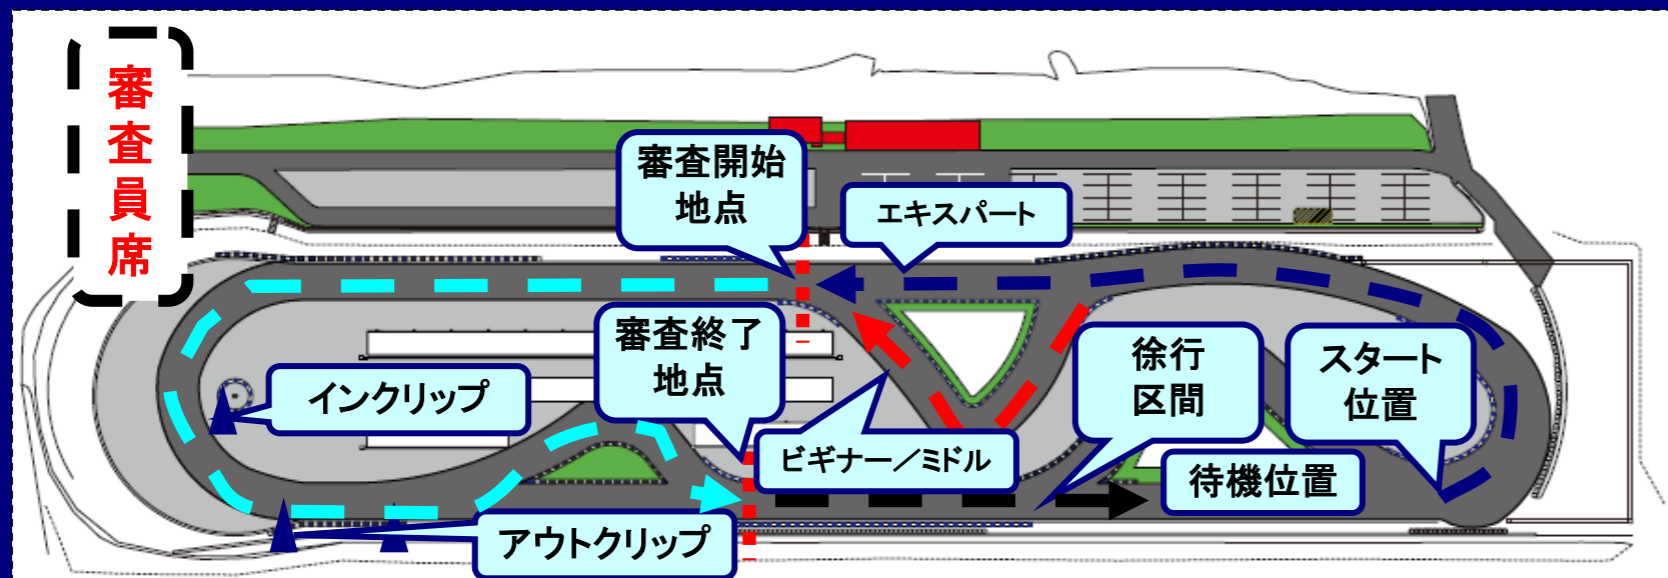 審査員席
審査開始
地点
エキスパート
審査終了
地点
インクリップ
ビギナー／ミドル
徐行
区間
スタート
位置
待機位置
アウトクリップ